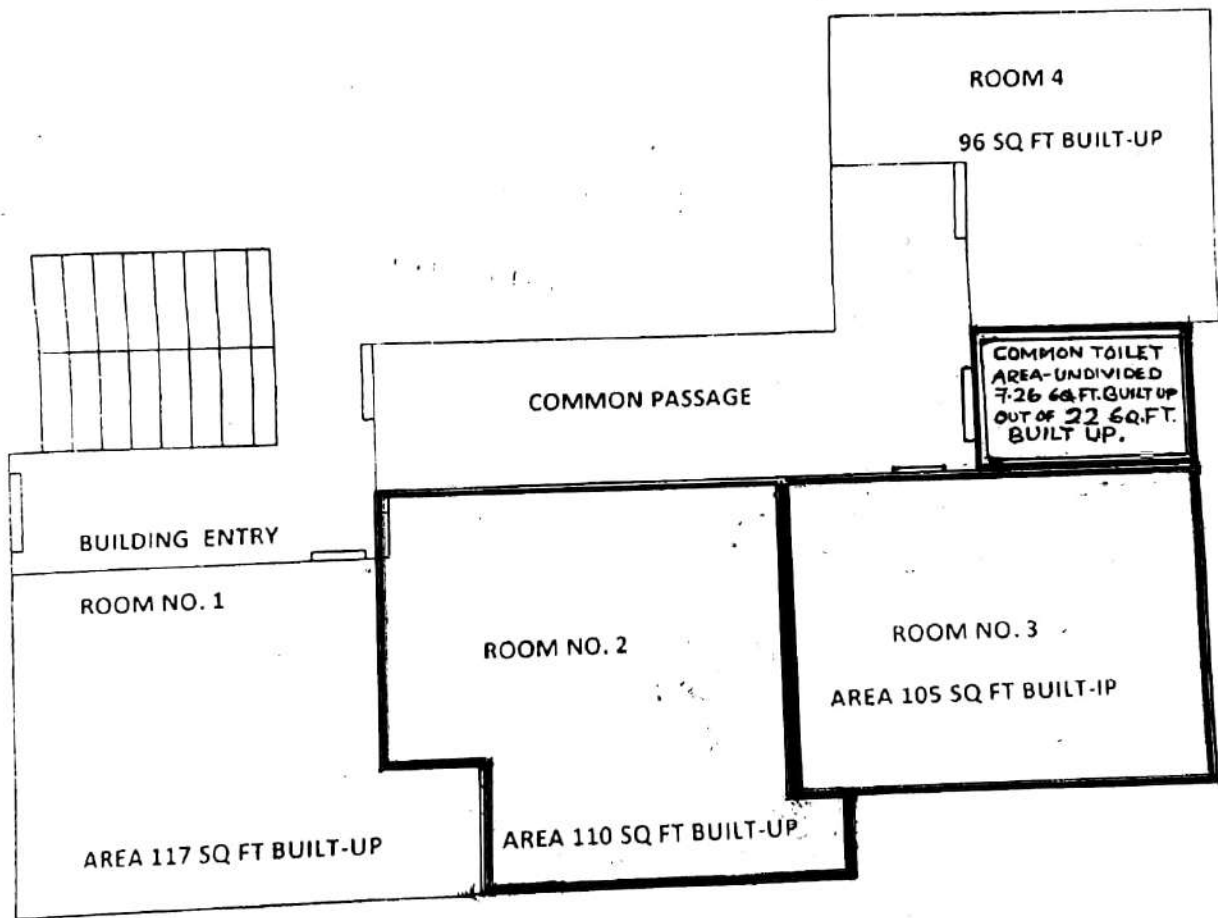 ROOM 4
96 SQ FT BUILT-UP
COMMON TOILET
AREA-UNDIVIDED
7.26 SQ.FT.BUILT UP
OUT OF 22 SQ.FT.
BUILT UP.
COMMON PASSAGE
BUILDING ENTRY
ROOM NO. 1
AREA 117 SQ FT BUILT-UP
ROOM NO. 2
AREA 110 SQ FT BUILT-UP
ROOM NO. 3
AREA 105 SQ FT BUILT-IP